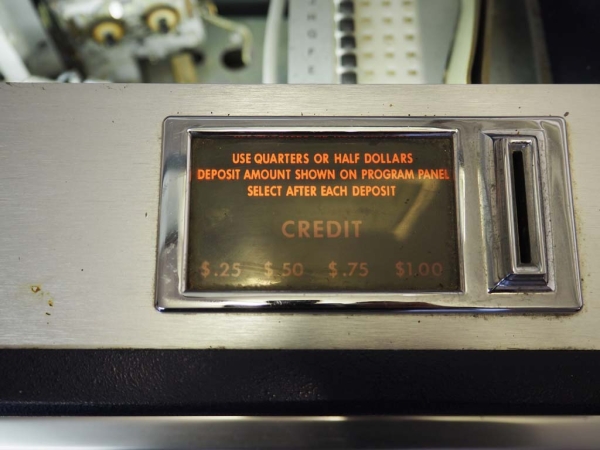 USE QUARTERS OR HALF DOLLARS
DEPOSIT AMOUNT SHOWN ON PROGRAM PANEL
SELECT AFTER EACH DEPOSIT
CREDIT
$.25 $.50 $.75 $1.00